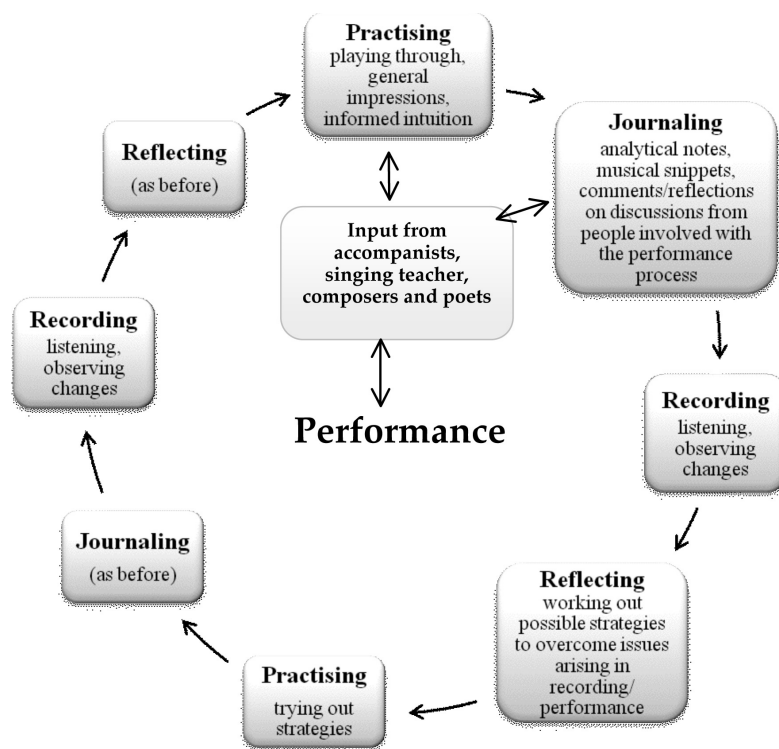 Practising
playing through,
general
impressions,
informed intuition
Journaling
analytical notes,
musical snippets,
comments/reflections
on discussions from
people involved with
the performance
process
Recording
listening,
observing
changes
Reflecting
working out
possible strategies
to overcome issues
arising in
recording/
performance
Practising
trying out
strategies
Journaling
(as before)
Recording
listening,
observing
changes
Reflecting
(as before)
Input from
accompanists,
singing teacher,
composers and poets
Performance